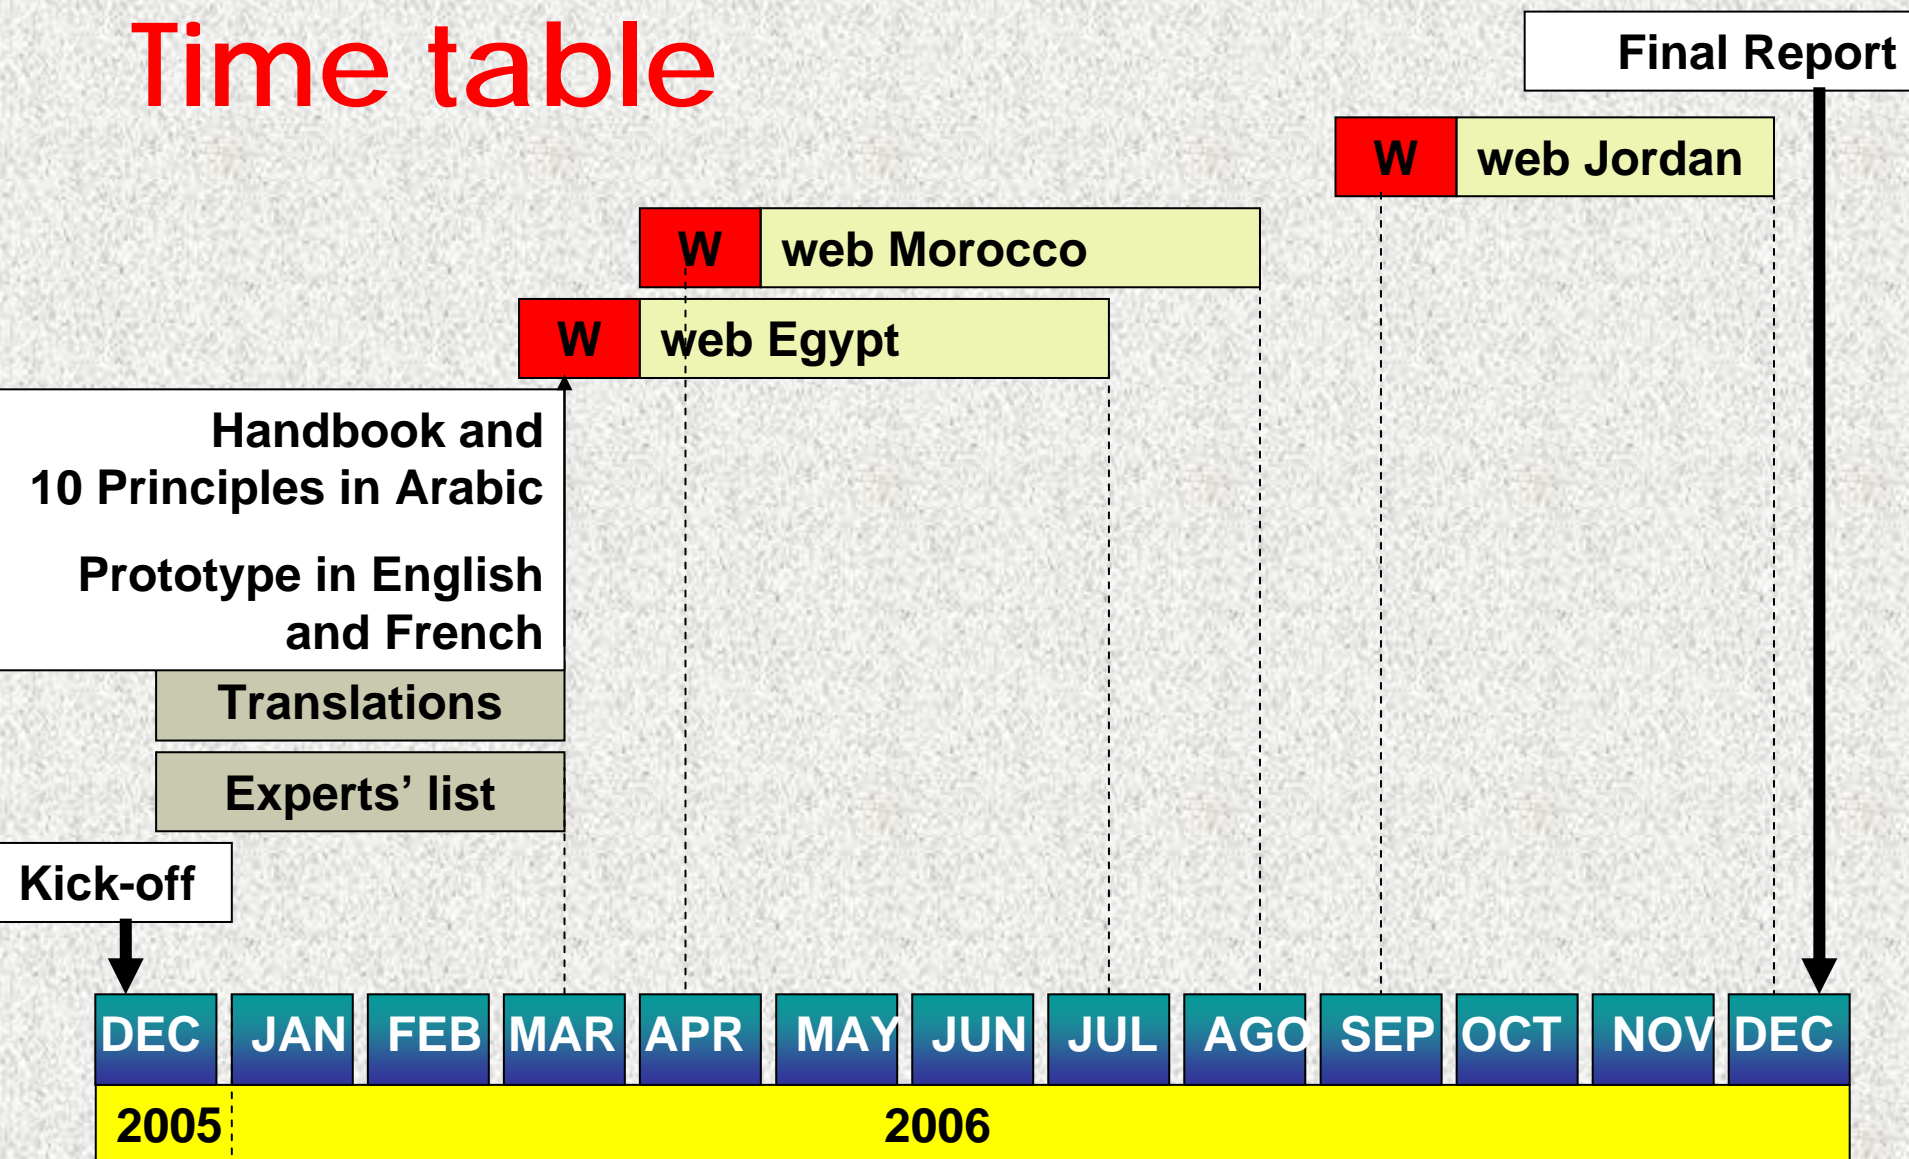 Time table
Final Report
W web Jordan
W web Morocco
W web Egypt
Handbook and
10 Principles in Arabic
Prototype in English
and French
Translations
Experts’ list
Kick-off
DEC JAN FEB MAR APR MAY JUN JUL AGO SEP OCT NOV DEC
2005 2006